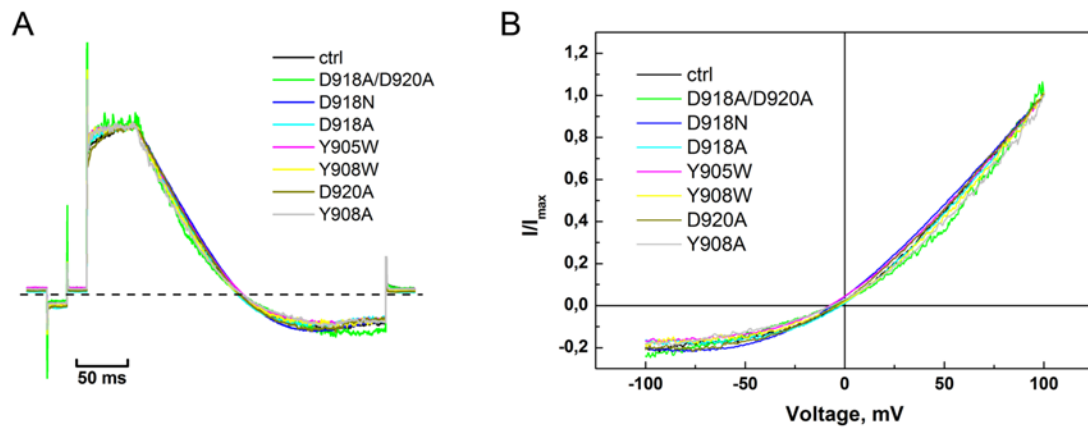 A
ctrl
D918A/D920A
D918N
D918A
Y905W
Y908W
D920A
Y908A
50 ms
B
1,2
1,0
0,8
0,6
0,4
0,2
0,0
-0,2
I/Imax
ctrl
D918A/D920A
D918N
D918A
Y905W
Y908W
D920A
Y908A
-100
-50
0
50
100
Voltage, mV